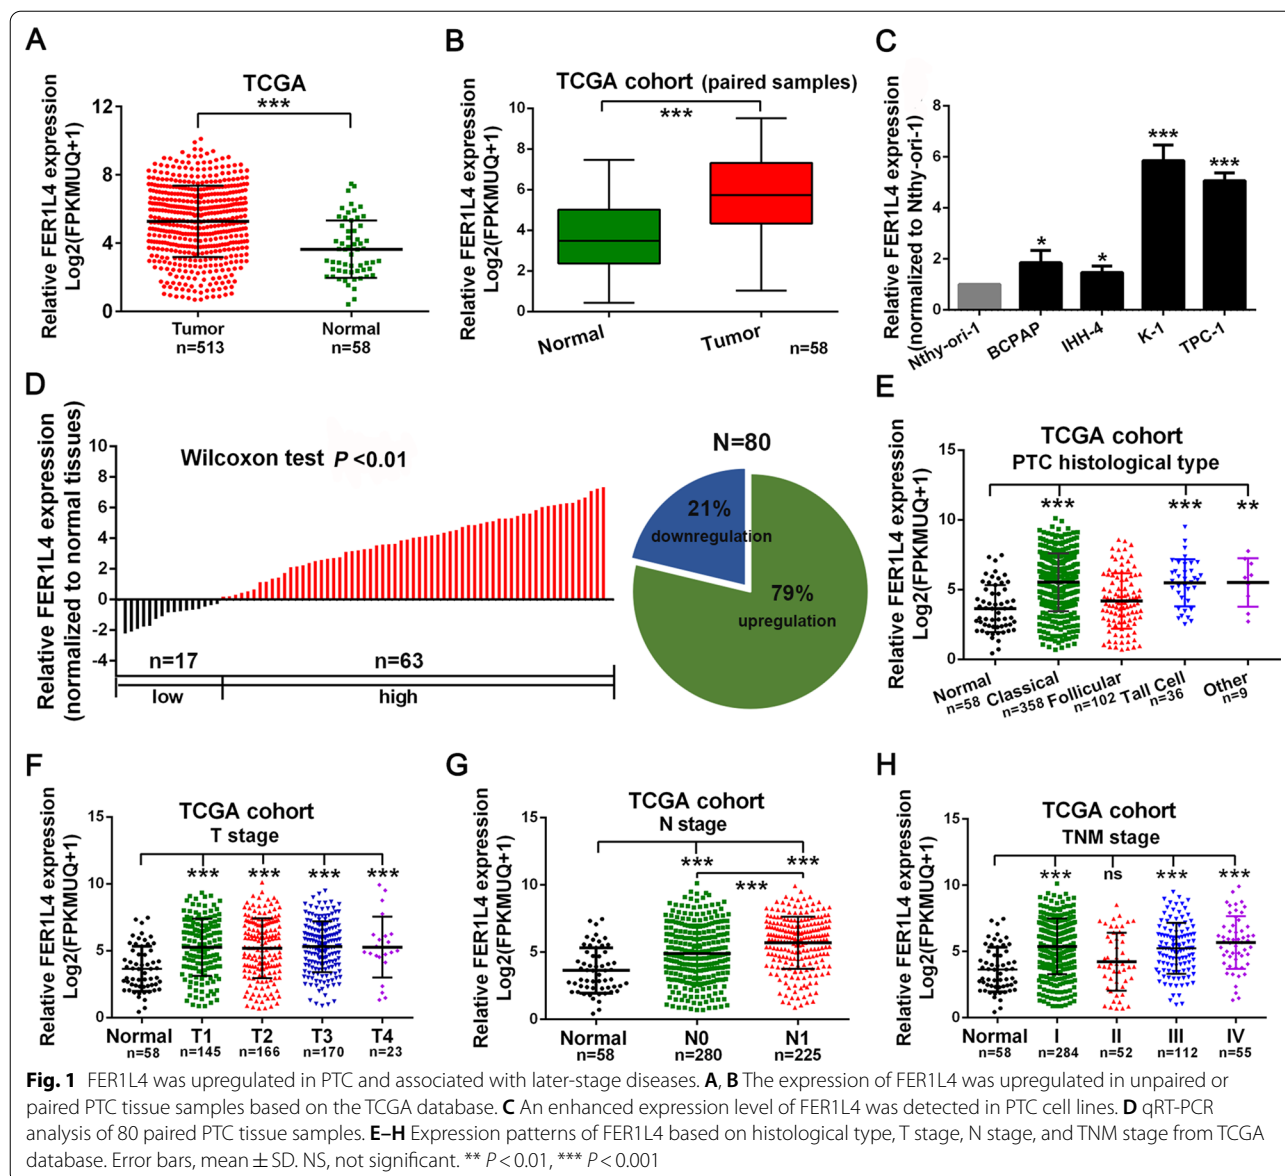 A
TCGA
***
Relative FER1L4 expression
Log2(FPKMUQ+1)
12
8
4
0
Tumor
n=513
Normal
n=58
B
TCGA cohort (paired samples)
***
Relative FER1L4 expression
Log2(FPKMUQ+1)
10
8
6
4
2
0
Normal
Tumor
n=58
C
Relative FER1L4 expression
(normalized to Nthy-ori-1)
8
6
4
2
0
*
*
***
***
Nthy-ori-1
BCPAP
IHH-4
K-1
TPC-1
D
Relative FER1L4 expression
(normalized to normal tissues)
10
8
6
4
2
0
-2
-4
Wilcoxon test P <0.01
n=17
n=63
low
high
N=80
21%
downregulation
79%
upregulation
E
TCGA cohort
PTC histological type
Relative FER1L4 expression
Log2(FPKMUQ+1)
15
10
5
0
***
***
**
Normal
n=58
Classical
n=358
Follicular
n=102
Tall Cell
n=36
Other
n=9
F
TCGA cohort
T stage
Relative FER1L4 expression
Log2(FPKMUQ+1)
15
10
5
0
***
***
***
***
Normal
T1
T2
T3
T4
n=58
n=145
n=166
n=170
n=23
G
TCGA cohort
N stage
Relative FER1L4 expression
Log2(FPKMUQ+1)
15
10
5
0
***
***
***
Normal
N0
N1
n=58
n=280
n=225
H
TCGA cohort
TNM stage
Relative FER1L4 expression
Log2(FPKMUQ+1)
15
10
5
0
***
ns
***
***
Normal
I
II
III
IV
n=58
n=284
n=52
n=112
n=55
Fig. 1 FER1L4 was upregulated in PTC and associated with later-stage diseases. A, B The expression of FER1L4 was upregulated in unpaired or
paired PTC tissue samples based on the TCGA database. C An enhanced expression level of FER1L4 was detected in PTC cell lines. D qRT-PCR
analysis of 80 paired PTC tissue samples. E–H Expression patterns of FER1L4 based on histological type, T stage, N stage, and TNM stage from TCGA
database. Error bars, mean ± SD. NS, not significant. ** P < 0.01, *** P < 0.001